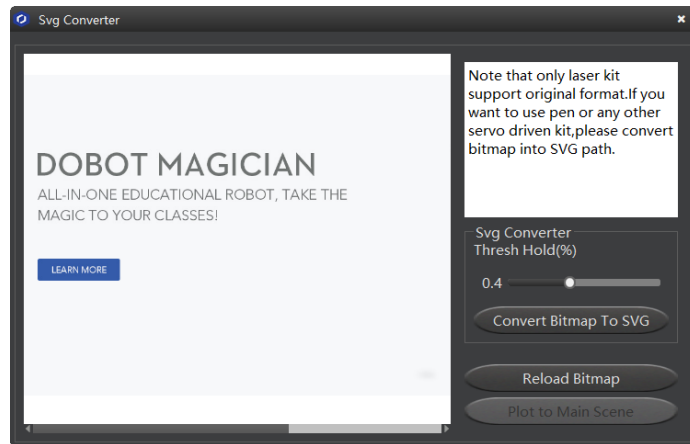 Svg Converter
DOBOT MAGICIAN
ALL-IN-ONE EDUCATIONAL ROBOT, TAKE THE
MAGIC TO YOUR CLASSES!
LEARN MORE
Note that only laser kit
support original format.If you
want to use pen or any other
servo driven kit,please convert
bitmap into SVG path.
Svg Converter
Thresh Hold(%)
0.4
Convert Bitmap To SVG
Reload Bitmap
Plot to Main Scene